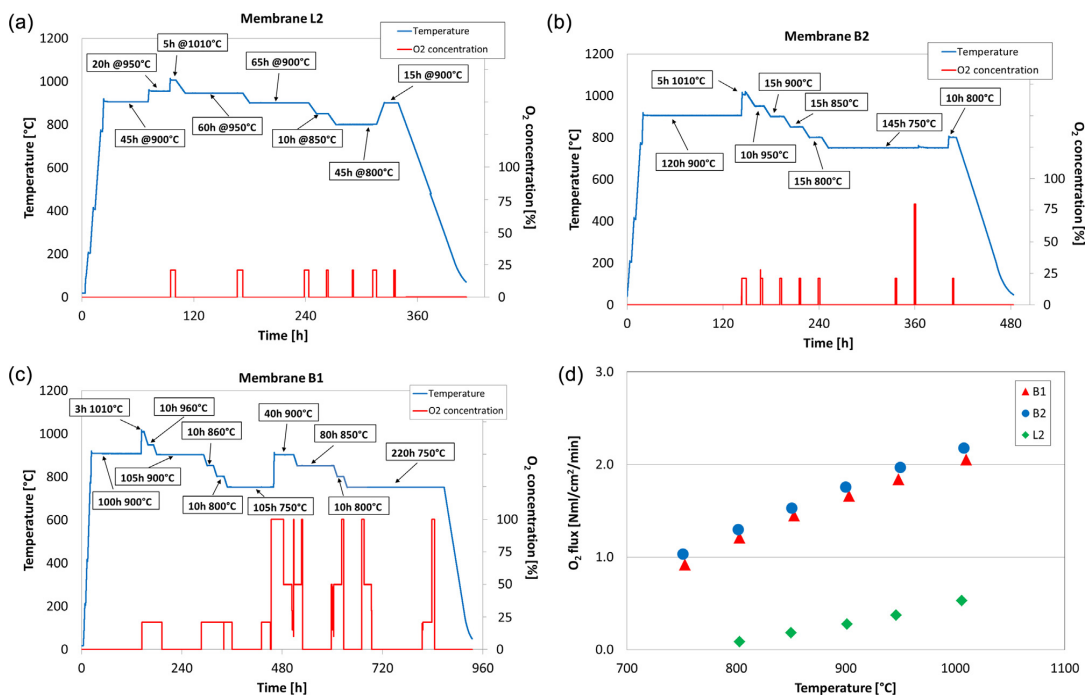 (a)
Membrane L2
Temperature
O2 concentration
5h @1010°C
20h @950°C
65h @900°C
15h @900°C
45h @900°C
60h @950°C
10h @850°C
45h @800°C
Temperature [°C]
1200
1000
800
600
400
200
0
O2 concentration [%]
100
75
50
25
0
0 120 240 360
Time [h]
(b)
Membrane B2
Temperature
O2 concentration
5h 1010°C
15h 900°C
15h 850°C
10h 800°C
145h 750°C
120h 900°C
10h 950°C
15h 800°C
Temperature [°C]
1200
1000
800
600
400
200
0
O2 concentration [%]
100
75
50
25
0
0 120 240 360 480
Time [h]
(c)
Membrane B1
Temperature
O2 concentration
3h 1010°C
10h 960°C
40h 900°C
10h 860°C
80h 850°C
220h 750°C
105h 900°C
100h 900°C
10h 800°C
105h 750°C
10h 800°C
Temperature [°C]
1200
1000
800
600
400
200
0
O2 concentration [%]
100
75
50
25
0
0 240 480 720 960
Time [h]
(d)
B1
B2
L2
O2 flux [Nml/cm2/min]
3.0
2.0
1.0
0.0
700 800 900 1000 1100
Temperature [°C]